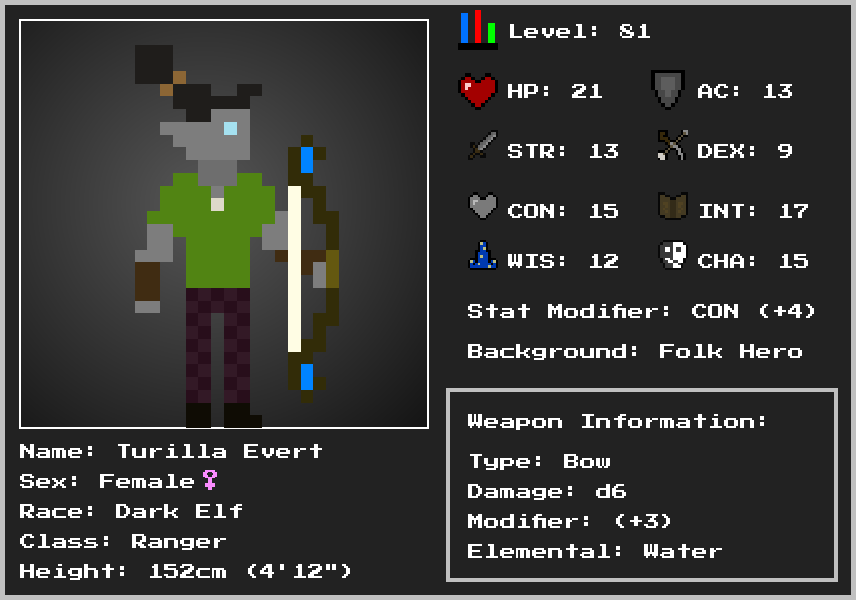 Level: 81
HP: 21 AC: 13
STR: 13 DEX: 9
CON: 15 INT: 17
WIS: 12 CHA: 15
Stat Modifier: CON (+4)
Background: Folk Hero
Weapon Information:
Type: Bow
Damage: d6
Modifier: (+3)
Elemental: Water
Name: Turilla Evert
Sex: Female♀
Race: Dark Elf
Class: Ranger
Height: 152cm (4'12")